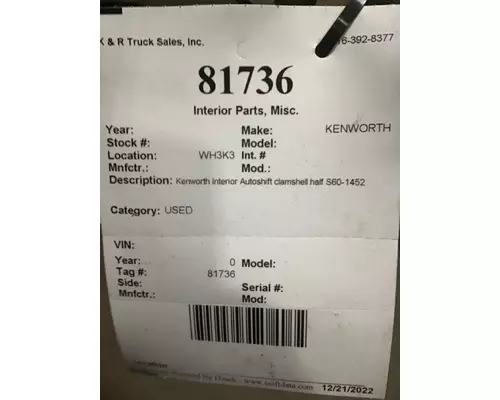 K & R Truck Sales, Inc. 16-392-8377
81736
Interior Parts, Misc.
Year: Make: KENWORTH
Stock #: Model:
Location: WH3K3 Int. #
Mnfctr.: Mod.:
Description: Kenworth Interior Autoshift clamshell half S60-1452
Category: USED
VIN:
Year: 0 Model:
Tag #: 81736
Side: Serial #:
Mnfctr.: Mod:
Location:
12/21/2022